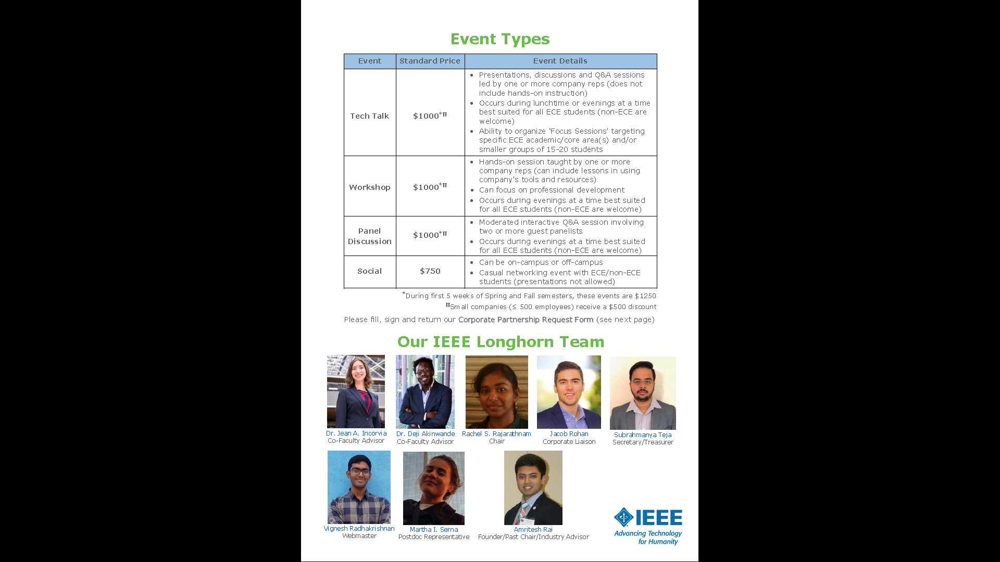 Event Types
Event
Standard Price
Event Details
Tech Talk
$1000*π
• Presentations, discussions and Q&A sessions
led by one or more company reps (does not
include hands-on instruction)
• Occurs during lunchtime or evenings at a time
best suited for all ECE students (non-ECE are
welcome)
• Ability to organize ‘Focus Sessions’ targeting
specific ECE academic/core area(s) and/or
smaller groups of 15-20 students
Workshop
$1000*π
• Hands-on session taught by one or more
company reps (can include lessons in using
company’s tools and resources)
• Can focus on professional development
• Occurs during evenings at a time best suited
for all ECE students (non-ECE are welcome)
Panel
Discussion
$1000*π
• Moderated interactive Q&A session involving
two or more guest panelists
• Occurs during evenings at a time best suited
for all ECE students (non-ECE are welcome)
Social
$750
• Can be on-campus or off-campus
• Casual networking event with ECE/non-ECE
students (presentations not allowed)
*During first 5 weeks of Spring and Fall semesters, these events are $1250
πSmall companies (≤ 500 employees) receive a $500 discount
Please fill, sign and return our Corporate Partnership Request Form (see next page)
Our IEEE Longhorn Team
Dr. Jean A. Incorvia
Co-Faculty Advisor
Dr. Deji Akinwande
Co-Faculty Advisor
Rachel S. Rajarathnam
Chair
Jacob Rohan
Corporate Liaison
Subrahmanya Teja
Secretary/Treasurer
Vignesh Radhakrishnan
Webmaster
Martha I. Serna
Postdoc Representative
Amritesh Rai
Founder/Past Chair/Industry Advisor
IEEE
Advancing Technology
for Humanity